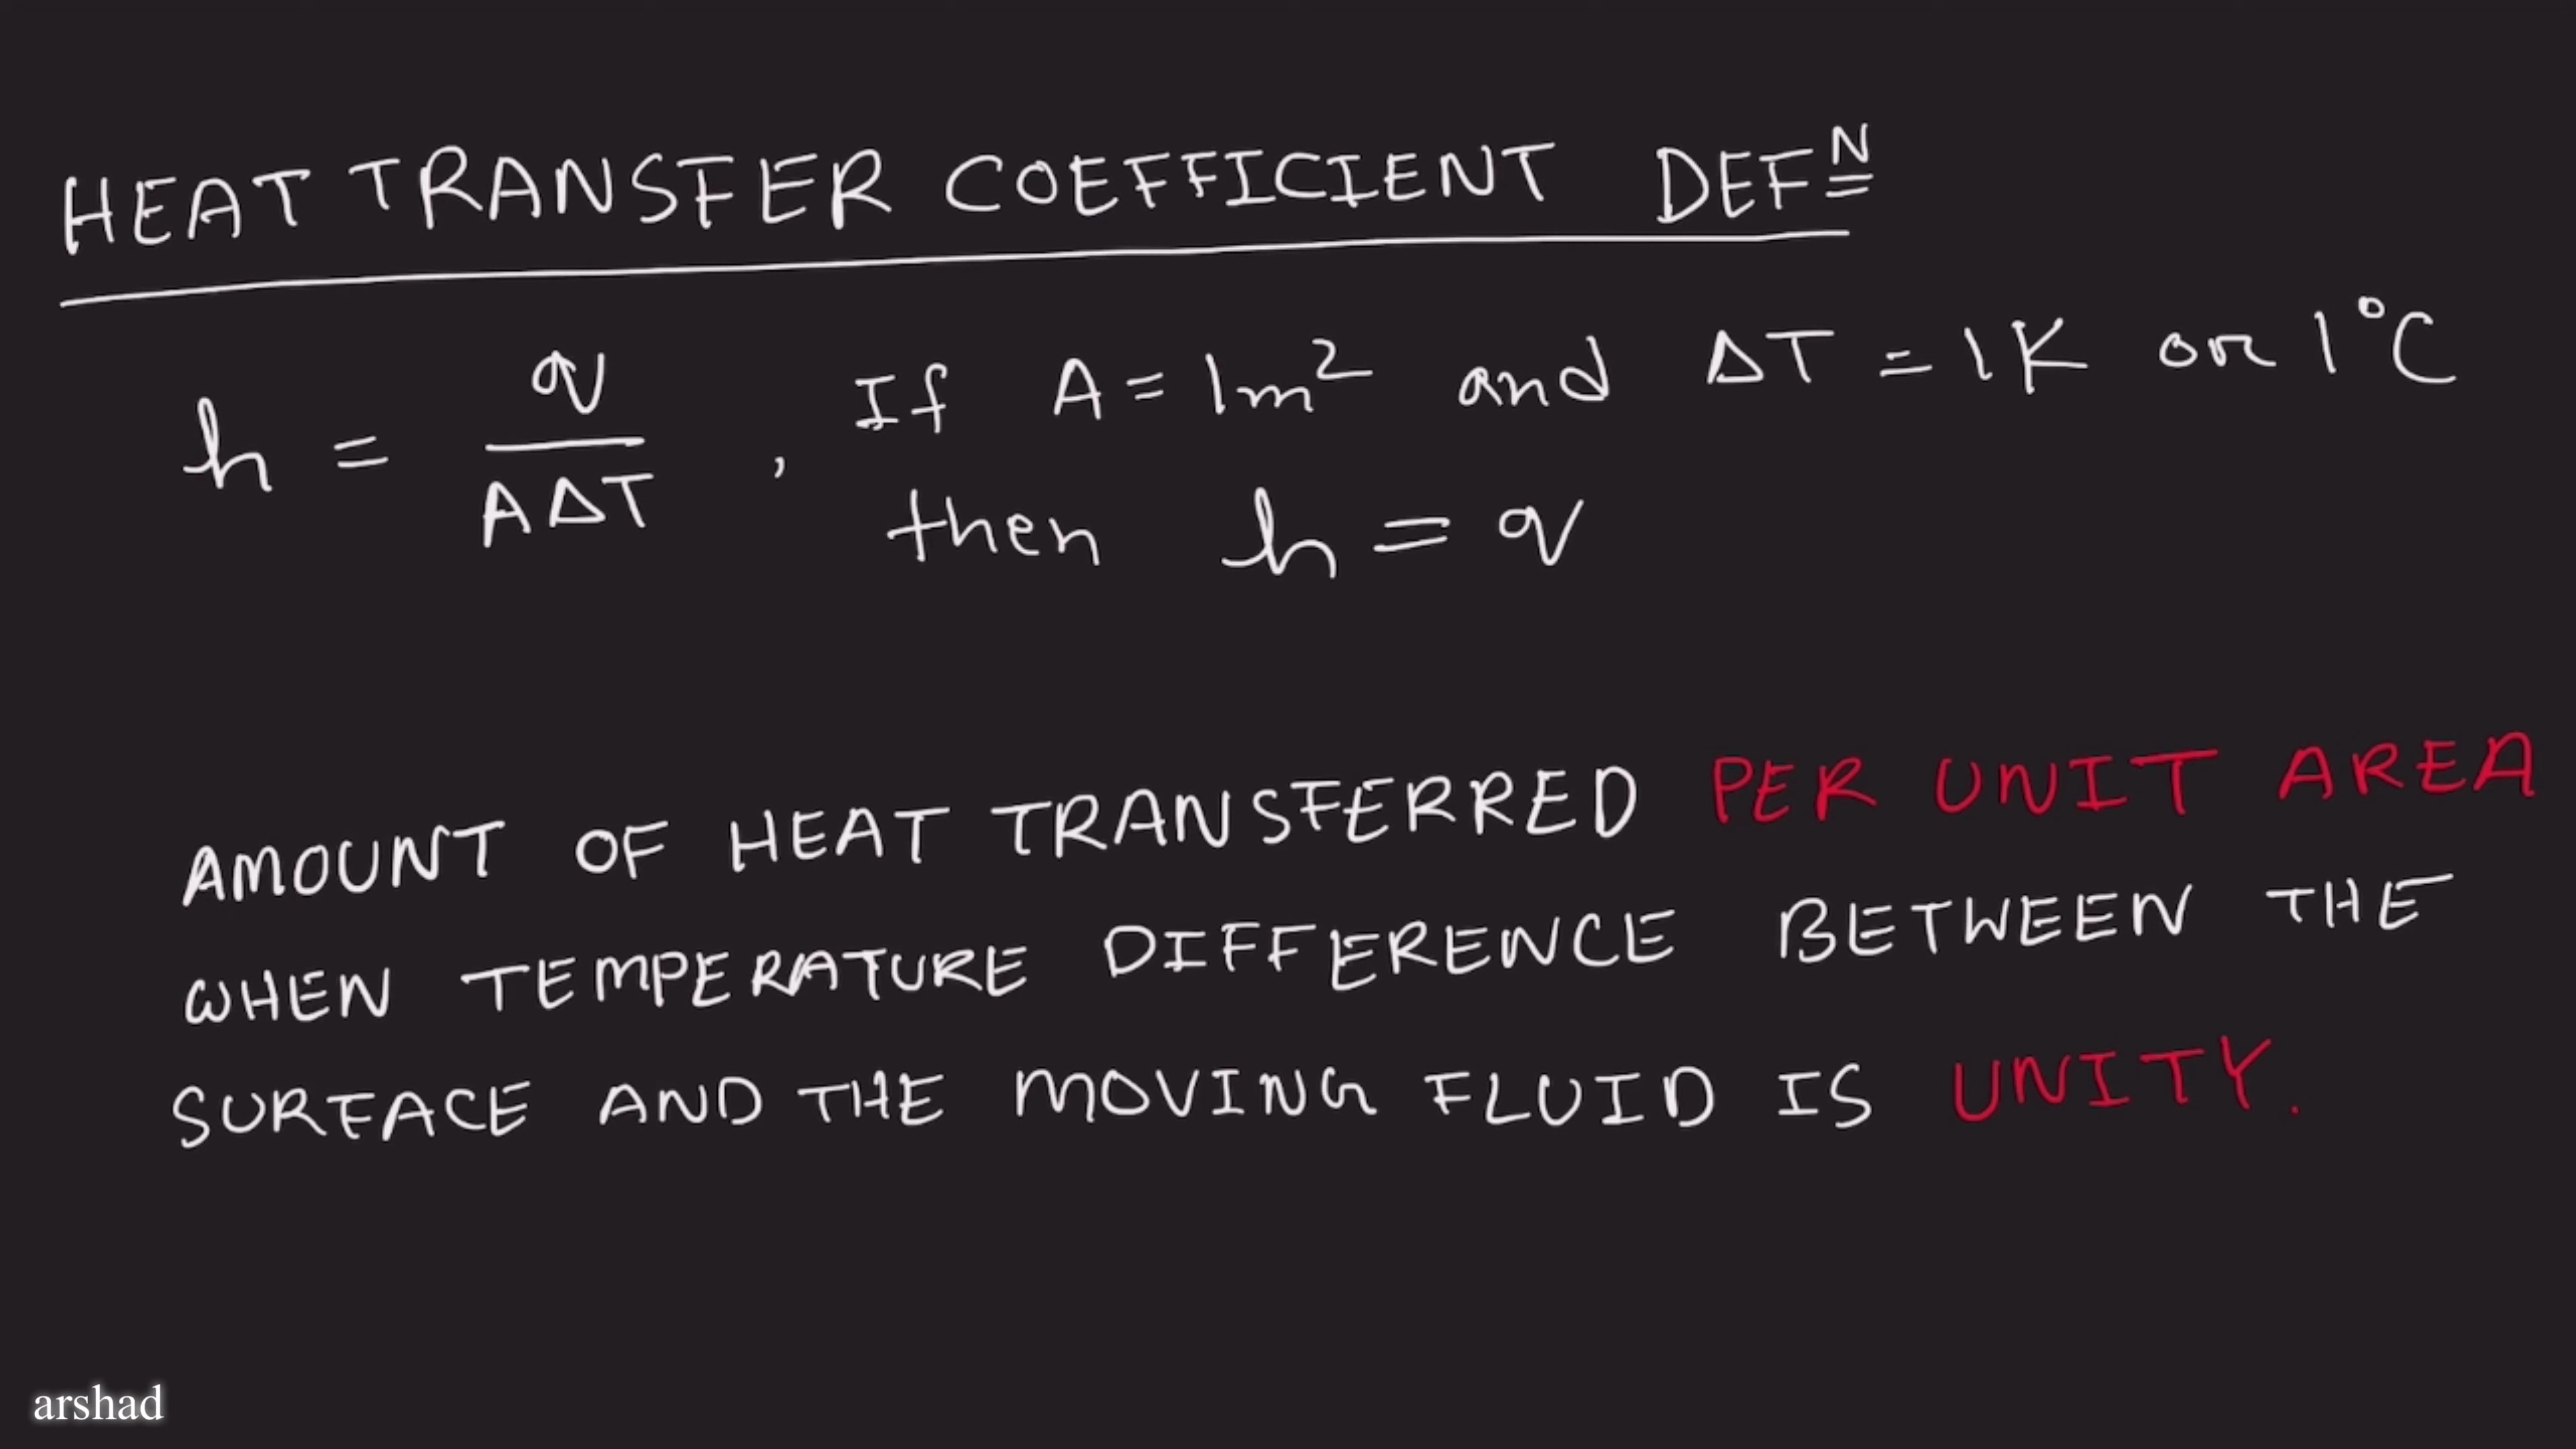 HEAT TRANSFER COEFFICIENT DEFN
h = q / AΔT , If A = 1m² and ΔT = 1K or 1°C
then h = q
AMOUNT OF HEAT TRANSFERRED PER UNIT AREA
WHEN TEMPERATURE DIFFERENCE BETWEEN THE
SURFACE AND THE MOVING FLUID IS UNITY.
arshad